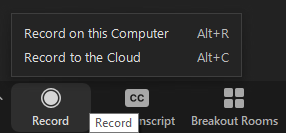 Record on this Computer Alt+R
Record to the Cloud Alt+C
CC
Record Record nscript Breakout Rooms